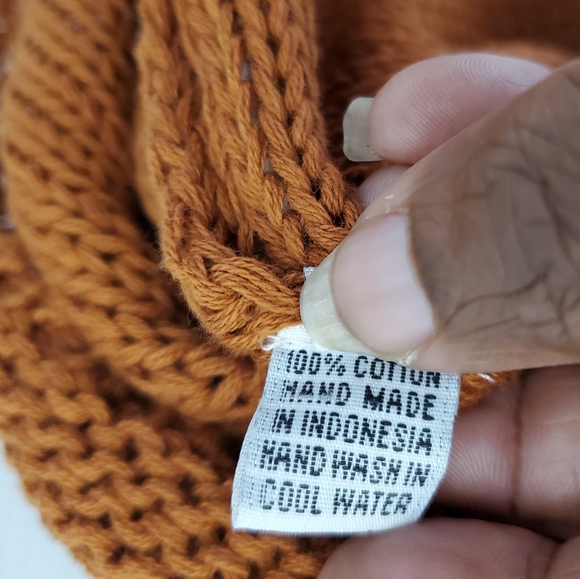 100% COTTON
HAND MADE
IN INDONESIA
HAND WASH IN
COOL WATER